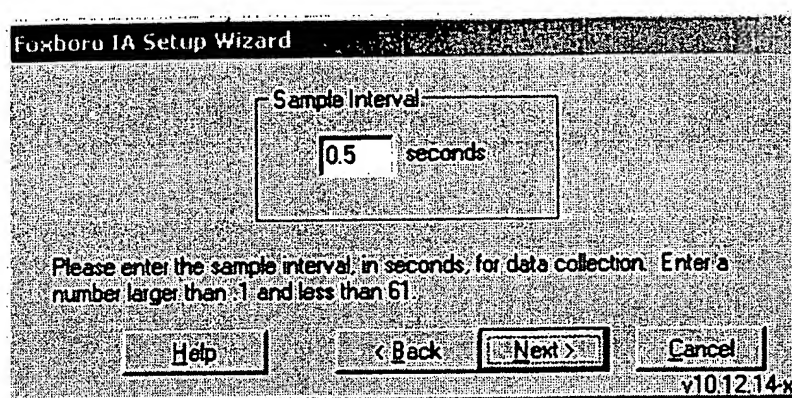 Foxboro IA Setup Wizard
Sample Interval
0.5 seconds
Please enter the sample interval, in seconds, for data collection. Enter a
number larger than .1 and less than 61.
Help < Back Next > Cancel
v10.12.14-x